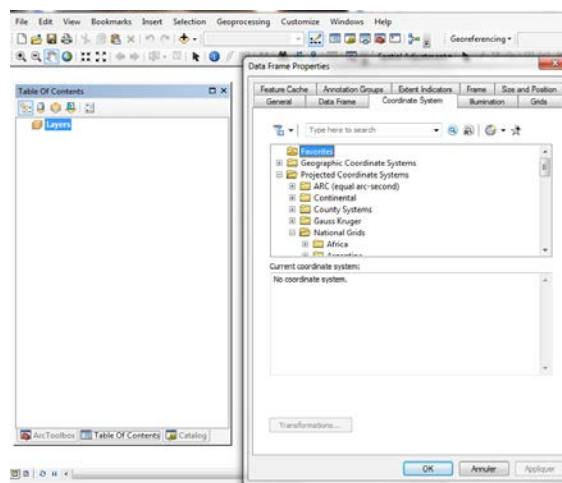 File Edit View Bookmarks Insert Selection Geoprocessing Customize Windows Help
Georeferencing
Data Frame Properties
Table Of Contents
Layers
Feature Cache Annotation Groups Extent Indicators Frame Size and Position
General Data Frame Coordinate System Illumination Grids
Type here to search
Favorites
Geographic Coordinate Systems
Projected Coordinate Systems
ARC (equal arc-second)
Continental
County Systems
Gauss Kruger
National Grids
Africa
Argentina
Current coordinate system:
No coordinate system.
Transformations...
ArcToolbox Table Of Contents Catalog
OK Annuler Appliquer